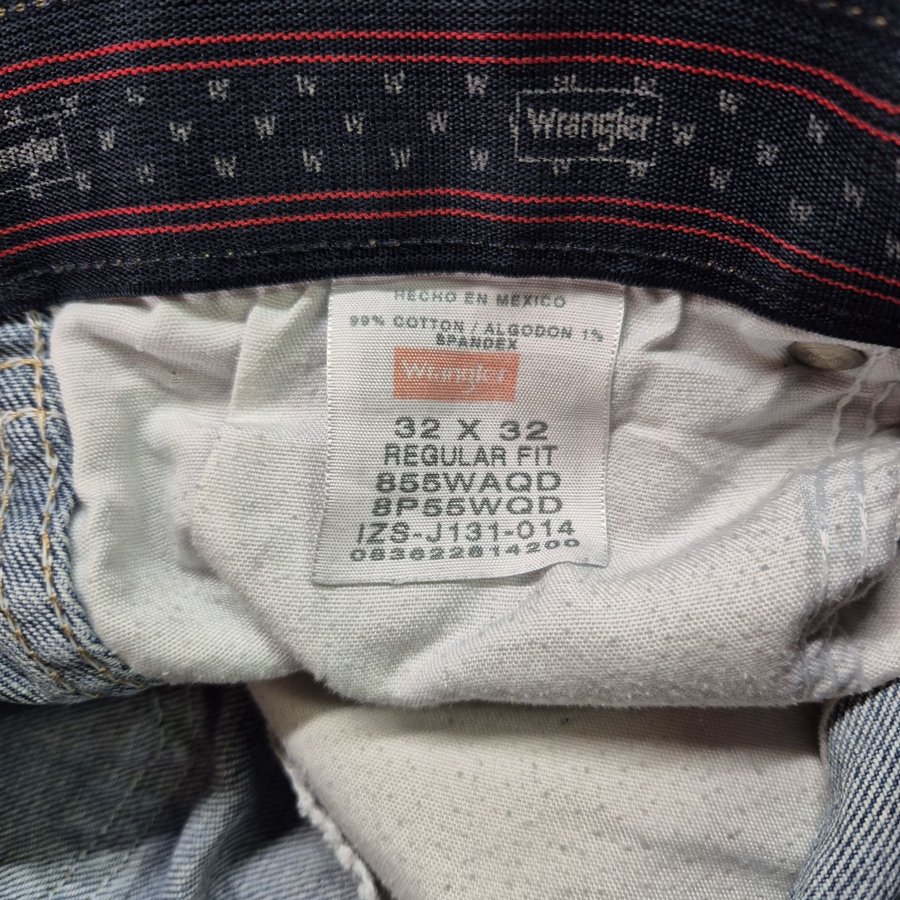 Wrangler
HECHO EN MEXICO
99% COTTON / ALGODON 1%
SPANDEX
Wrangler
32 X 32
REGULAR FIT
855WAQD
8P55WQD
IZS-J131-014
083622814200